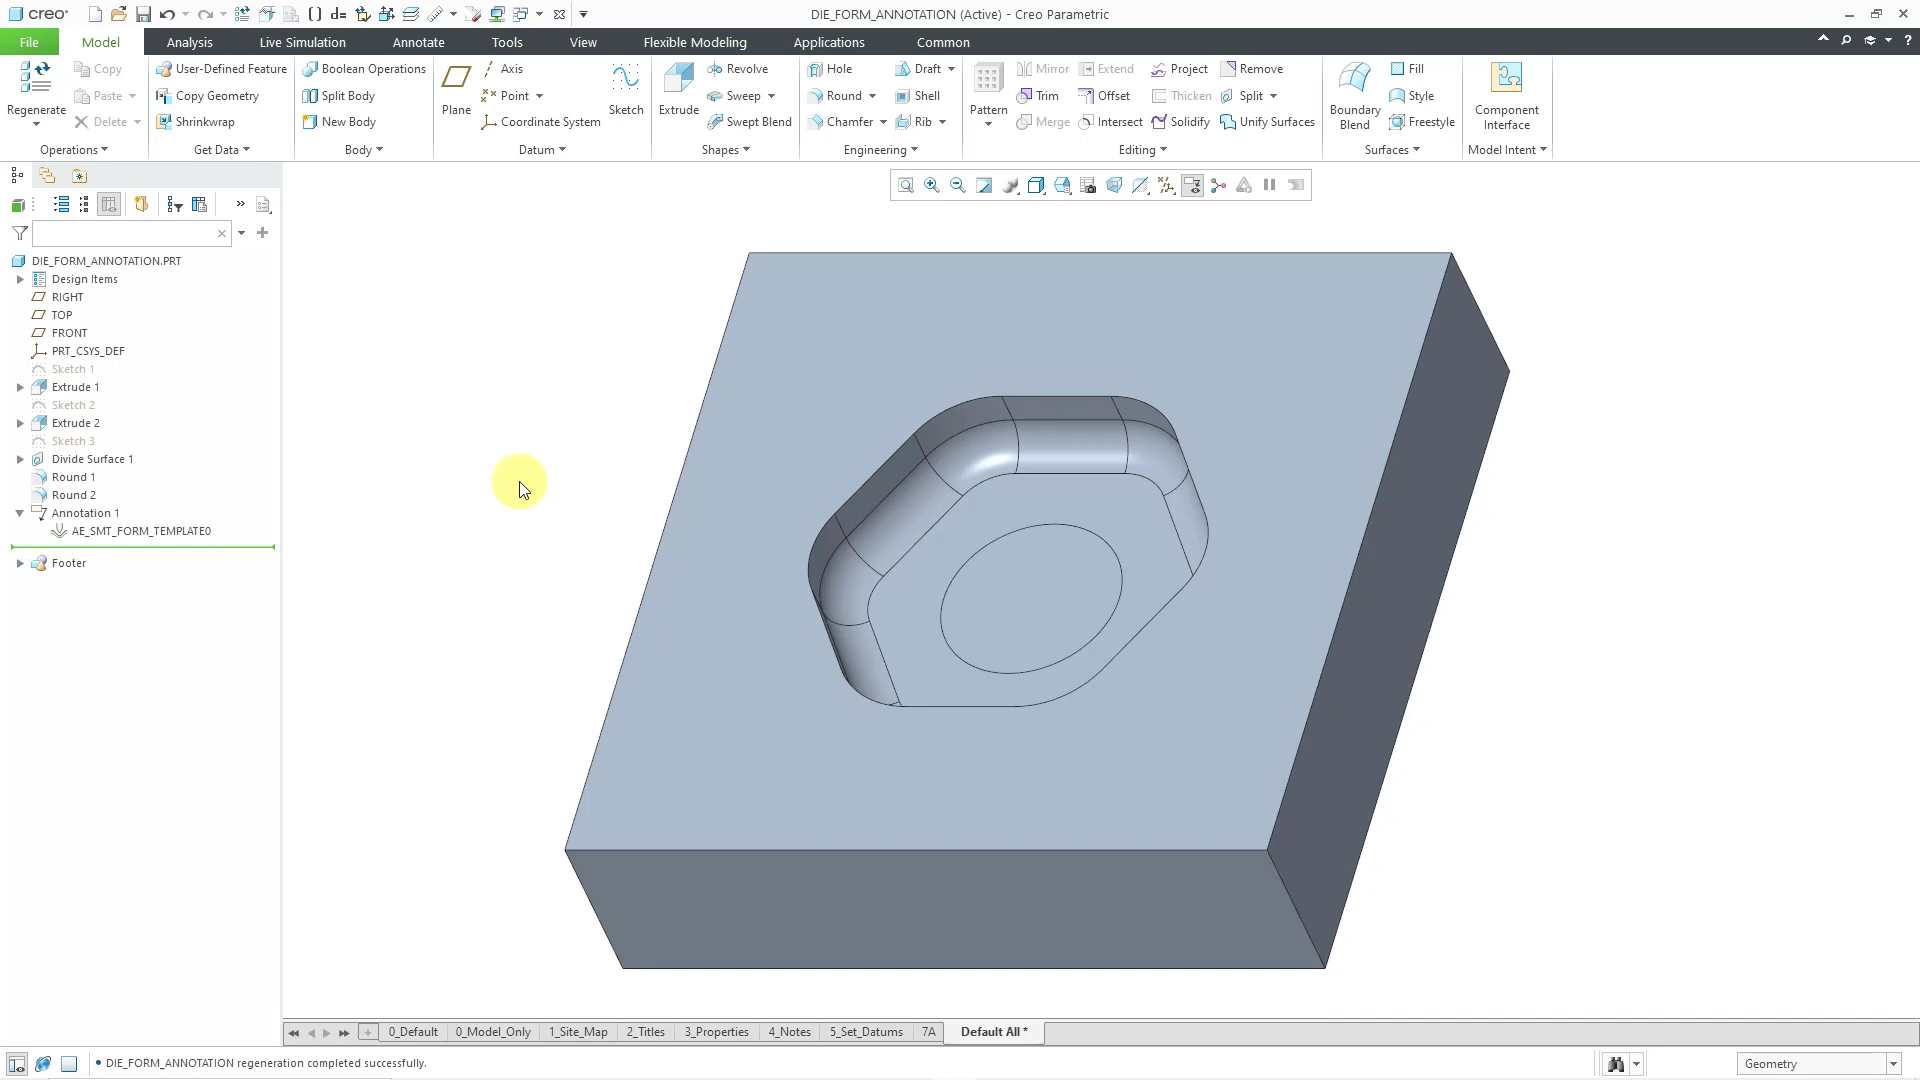 creo
DIE_FORM_ANNOTATION (Active) - Creo Parametric
File Model Analysis Live Simulation Annotate Tools View Flexible Modeling Applications Common
Regenerate
Copy
Paste
Delete
Operations
User-Defined Feature
Copy Geometry
Shrinkwrap
Get Data
Boolean Operations
Split Body
New Body
Body
Plane
Axis
Point
Coordinate System
Sketch
Datum
Extrude
Revolve
Sweep
Swept Blend
Shapes
Hole
Round
Chamfer
Draft
Shell
Rib
Engineering
Pattern
Mirror
Trim
Merge
Extend
Offset
Intersect
Project
Thicken
Solidify
Remove
Split
Unify Surfaces
Editing
Boundary
Blend
Fill
Style
Freestyle
Surfaces
Component
Interface
Model Intent
DIE_FORM_ANNOTATION.PRT
Design Items
RIGHT
TOP
FRONT
PRT_CSYS_DEF
Sketch 1
Extrude 1
Sketch 2
Extrude 2
Sketch 3
Divide Surface 1
Round 1
Round 2
Annotation 1
AE_SMT_FORM_TEMPLATE0
Footer
0_Default 0_Model_Only 1_Site_Map 2_Titles 3_Properties 4_Notes 5_Set_Datums 7A Default All *
• DIE_FORM_ANNOTATION regeneration completed successfully.
Geometry